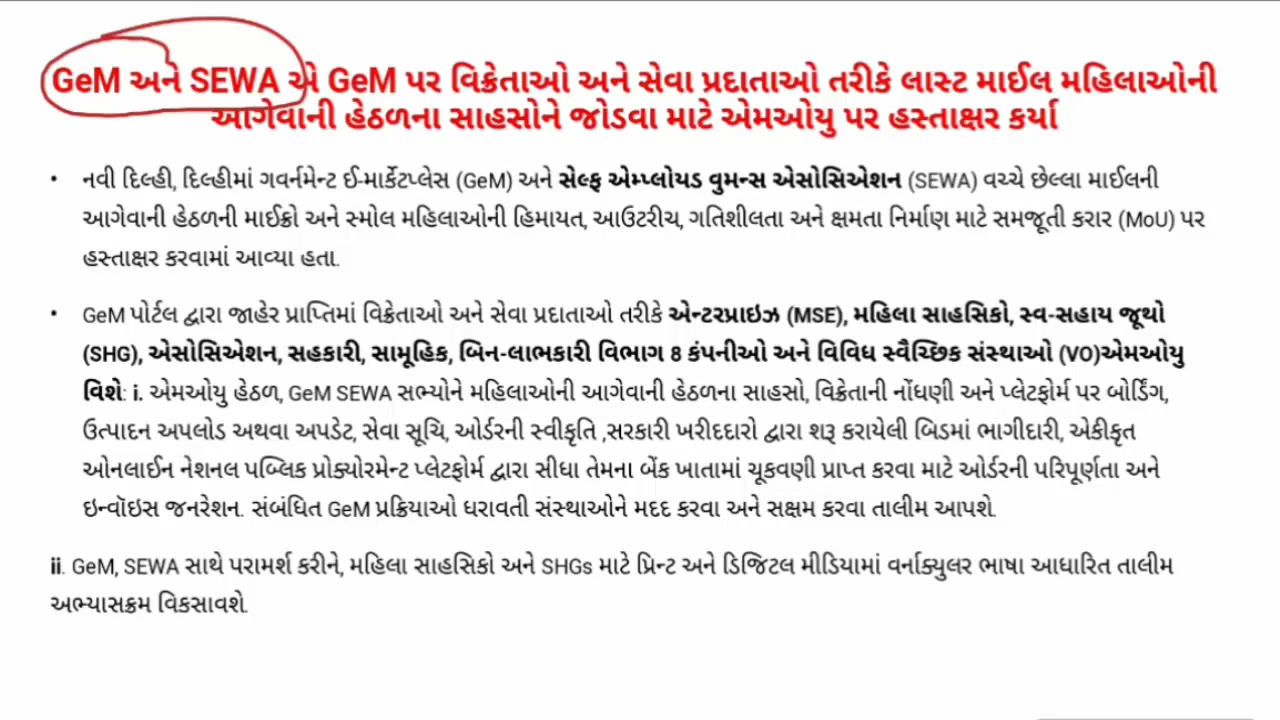 GeM અને SEWA એ GeM પર વિક્રેતાઓ અને સેવા પ્રદાતાઓ તરીકે લાસ્ટ માઈલ મહિલાઓની
આગેવાની હેઠળના સાહસોને જોડવા માટે એમઓયુ પર હસ્તાક્ષર કર્યા
• નવી દિલ્હી, દિલ્હીમાં ગવર્નમેન્ટ ઈ-માર્કેટપ્લેસ (GeM) અને સેલ્ફ એમ્પ્લોયડ વુમન્સ એસોસિએશન (SEWA) વચ્ચે છેલ્લા માઈલની
આગેવાની હેઠળની માઈક્રો અને સ્મોલ મહિલાઓની હિમાયત, આઉટરીચ, ગતિશીલતા અને ક્ષમતા નિર્માણ માટે સમજૂતી કરાર (MoU) પર
હસ્તાક્ષર કરવામાં આવ્યા હતા.
• GeM પોર્ટલ દ્વારા જાહેર પ્રાપ્તિમાં વિક્રેતાઓ અને સેવા પ્રદાતાઓ તરીકે એન્ટરપ્રાઇઝ (MSE), મહિલા સાહસિકો, સ્વ-સહાય જૂથો
(SHG), એસોસિએશન, સહકારી, સામૂહિક, બિન-લાભકારી વિભાગ 8 કંપનીઓ અને વિવિધ સ્વૈચ્છિક સંસ્થાઓ (VO)એમઓયુ
વિશે: i. એમઓયુ હેઠળ, GeM SEWA સભ્યોને મહિલાઓની આગેવાની હેઠળના સાહસો, વિક્રેતાની નોંધણી અને પ્લેટફોર્મ પર બોર્ડિંગ,
ઉત્પાદન અપલોડ અથવા અપડેટ, સેવા સૂચિ, ઓર્ડરની સ્વીકૃતિ ,સરકારી ખરીદદારો દ્વારા શરૂ કરાયેલી બિડમાં ભાગીદારી, એકીકૃત
ઓનલાઈન નેશનલ પબ્લિક પ્રોક્યોરમેન્ટ પ્લેટફોર્મ દ્વારા સીધા તેમના બેંક ખાતામાં ચૂકવણી પ્રાપ્ત કરવા માટે ઓર્ડરની પરિપૂર્ણતા અને
ઇન્વૉઇસ જનરેશન. સંબંધિત GeM પ્રક્રિયાઓ ધરાવતી સંસ્થાઓને મદદ કરવા અને સક્ષમ કરવા તાલીમ આપશે.
ii. GeM, SEWA સાથે પરામર્શ કરીને, મહિલા સાહસિકો અને SHGs માટે પ્રિન્ટ અને ડિજિટલ મીડિયામાં વર્નાક્યુલર ભાષા આધારિત તાલીમ
અભ્યાસક્રમ વિકસાવશે.